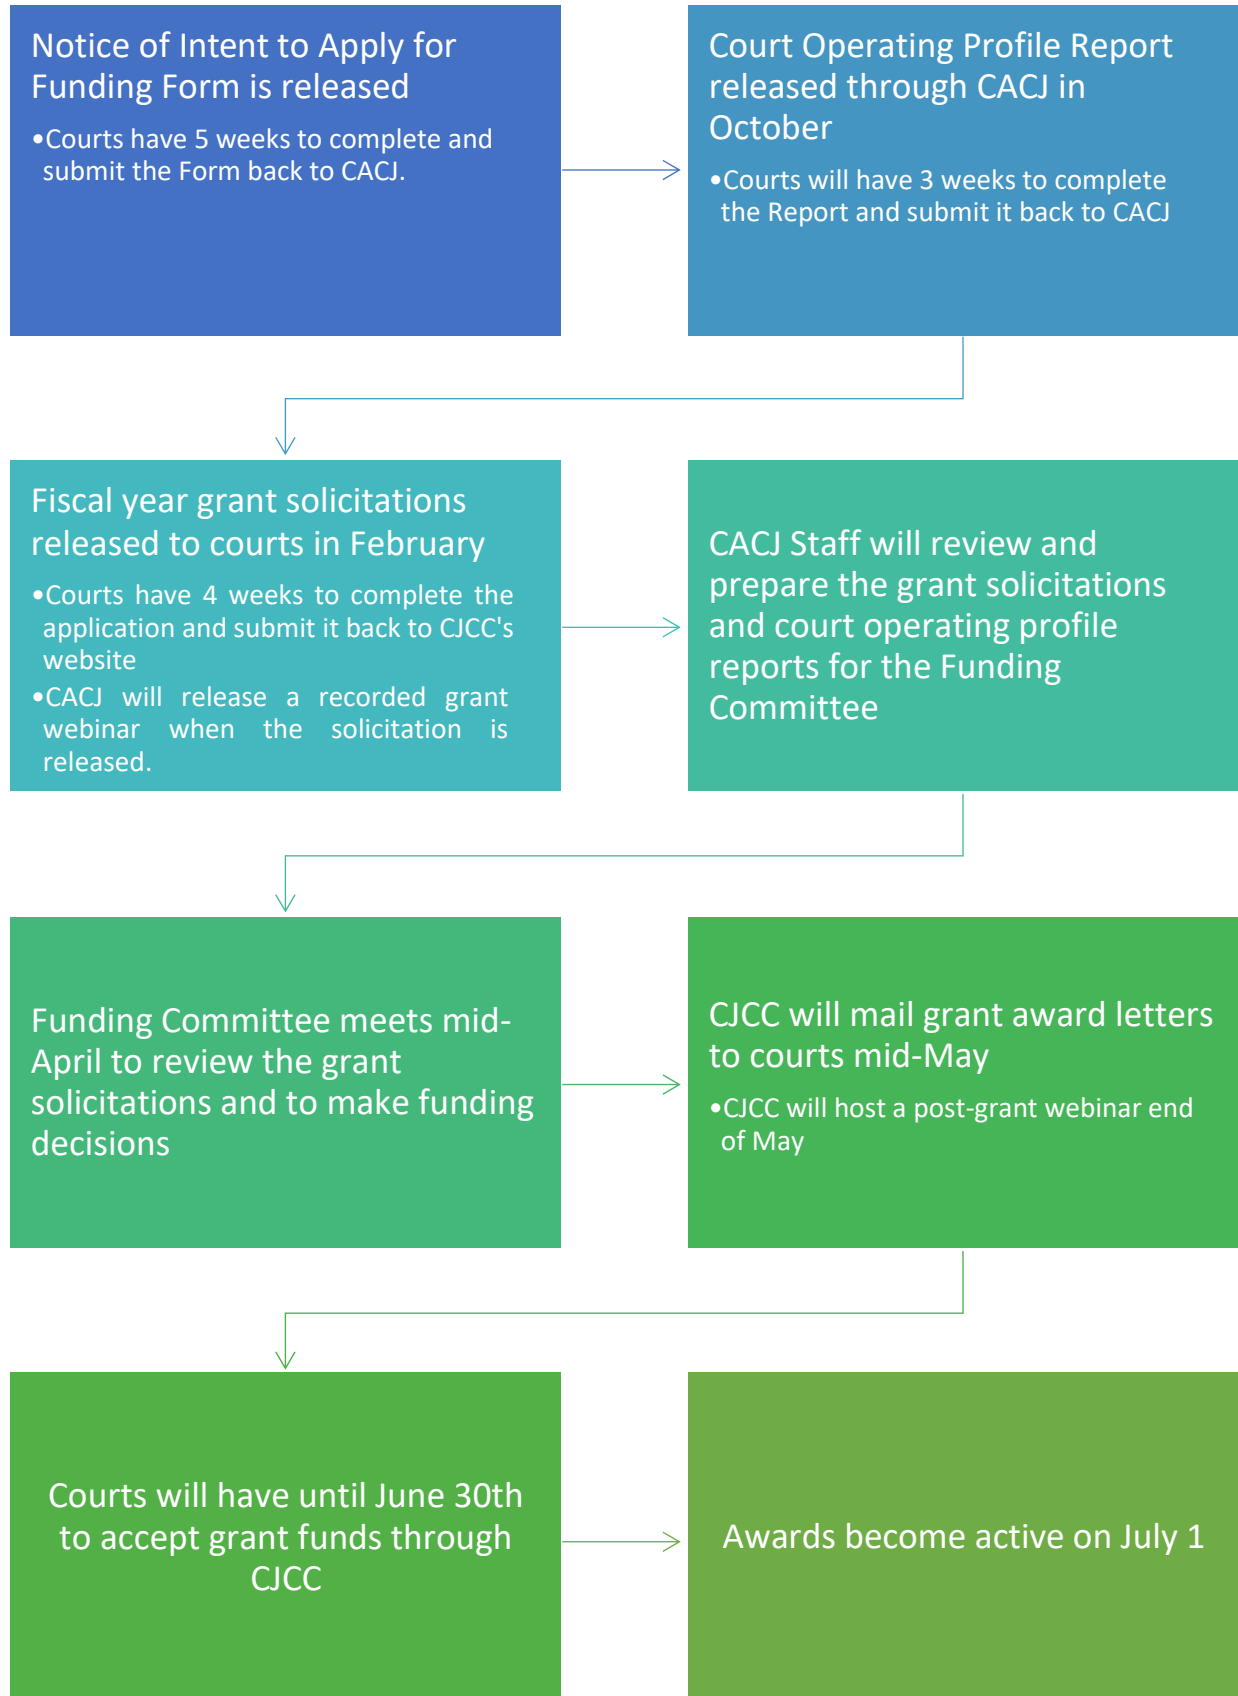 Notice of Intent to Apply for
Funding Form is released
•Courts have 5 weeks to complete and
submit the Form back to CACJ.
Court Operating Profile Report
released through CACJ in
October
•Courts will have 3 weeks to complete
the Report and submit it back to CACJ
Fiscal year grant solicitations
released to courts in February
•Courts have 4 weeks to complete the
application and submit it back to CJCC's
website
•CACJ will release a recorded grant
webinar when the solicitation is
released.
CACJ Staff will review and
prepare the grant solicitations
and court operating profile
reports for the Funding
Committee
Funding Committee meets mid-
April to review the grant
solicitations and to make funding
decisions
CJCC will mail grant award letters
to courts mid-May
•CJCC will host a post-grant webinar end
of May
Courts will have until June 30th
to accept grant funds through
CJCC
Awards become active on July 1